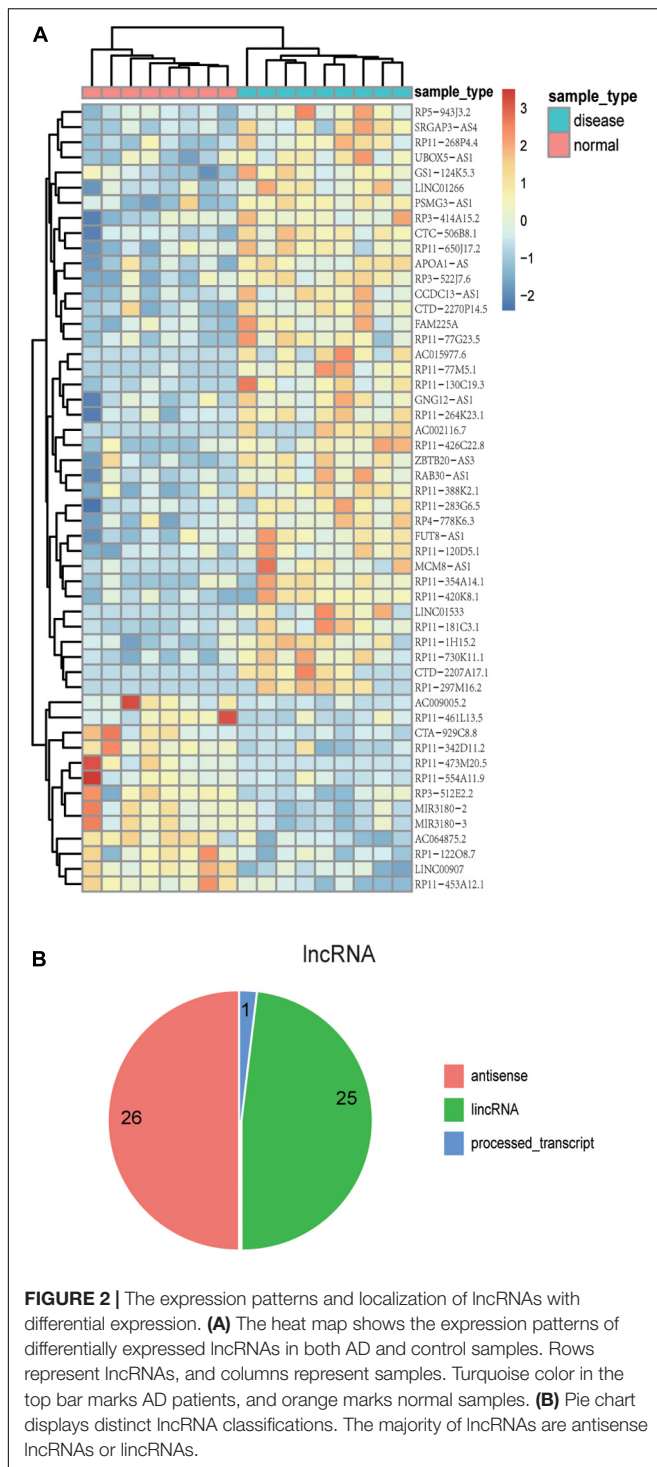 A
sample_type
RP5-943J3.2
SRGAP3-AS4
RP11-268P4.4
UBOX5-AS1
GS1-124K5.3
LINC01266
PSMG3-AS1
RP3-414A15.2
CTC-506B8.1
RP11-650J17.2
APOA1-AS
RP3-522J7.6
CCDC13-AS1
CTD-2270P14.5
FAM225A
RP11-77G23.5
AC015977.6
RP11-77M5.1
RP11-130C19.3
GNG12-AS1
RP11-264K23.1
AC002116.7
RP11-426C22.8
ZBTB20-AS3
RAB30-AS1
RP11-388K2.1
RP11-283G6.5
RP4-778K6.3
FUT8-AS1
RP11-120D5.1
MCM8-AS1
RP11-354A14.1
RP11-420K8.1
LINC01533
RP11-181C3.1
RP11-1H15.2
RP11-730K11.1
CTD-2207A17.1
RP1-297M16.2
AC009005.2
RP11-461L13.5
CTA-929C8.8
RP11-342D11.2
RP11-473M20.5
RP11-554A11.9
RP3-512E2.2
MIR3180-2
MIR3180-3
AC064875.2
RP1-122O8.7
LINC00907
RP11-453A12.1
3
2
1
0
-1
-2
sample_type
disease
normal
B
lncRNA
1
26
25
antisense
lincRNA
processed_transcript
FIGURE 2 | The expression patterns and localization of lncRNAs with
differential expression. (A) The heat map shows the expression patterns of
differentially expressed lncRNAs in both AD and control samples. Rows
represent lncRNAs, and columns represent samples. Turquoise color in the
top bar marks AD patients, and orange marks normal samples. (B) Pie chart
displays distinct lncRNA classifications. The majority of lncRNAs are antisense
lncRNAs or lincRNAs.